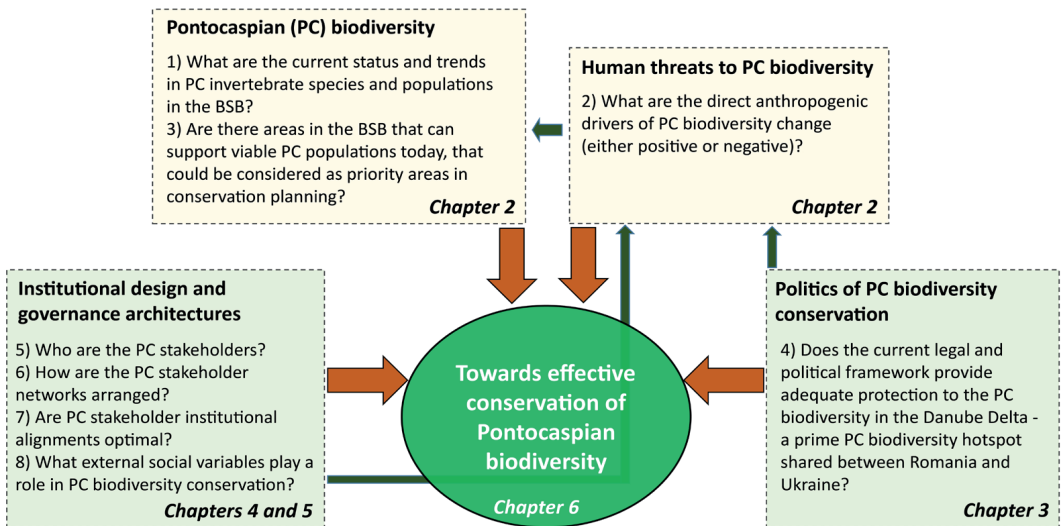 Pontocaspian (PC) biodiversity
1) What are the current status and trends
in PC invertebrate species and populations
in the BSB?
3) Are there areas in the BSB that can
support viable PC populations today, that
could be considered as priority areas in
conservation planning?
Chapter 2
Human threats to PC biodiversity
2) What are the direct anthropogenic
drivers of PC biodiversity change
(either positive or negative)?
Chapter 2
Institutional design and
governance architectures
5) Who are the PC stakeholders?
6) How are the PC stakeholder
networks arranged?
7) Are PC stakeholder institutional
alignments optimal?
8) What external social variables play a
role in PC biodiversity conservation?
Chapters 4 and 5
Towards effective
conservation of
Pontocaspian
biodiversity
Chapter 6
Politics of PC biodiversity
conservation
4) Does the current legal and
political framework provide
adequate protection to the PC
biodiversity in the Danube Delta -
a prime PC biodiversity hotspot
shared between Romania and
Ukraine?
Chapter 3